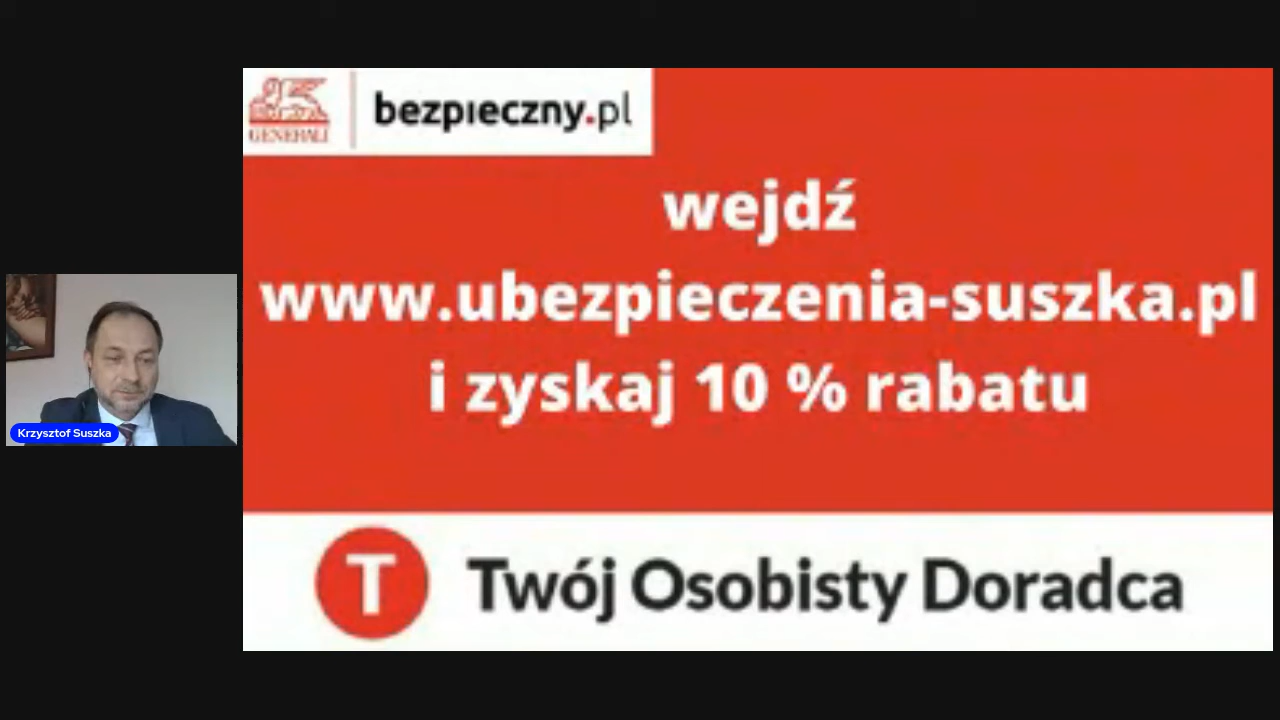 GENERALI
bezpieczny.pl
wejdź
www.ubezpieczenia-suszka.pl
i zyskaj 10 % rabatu
Krzysztof Suszka
T
Twój Osobisty Doradca